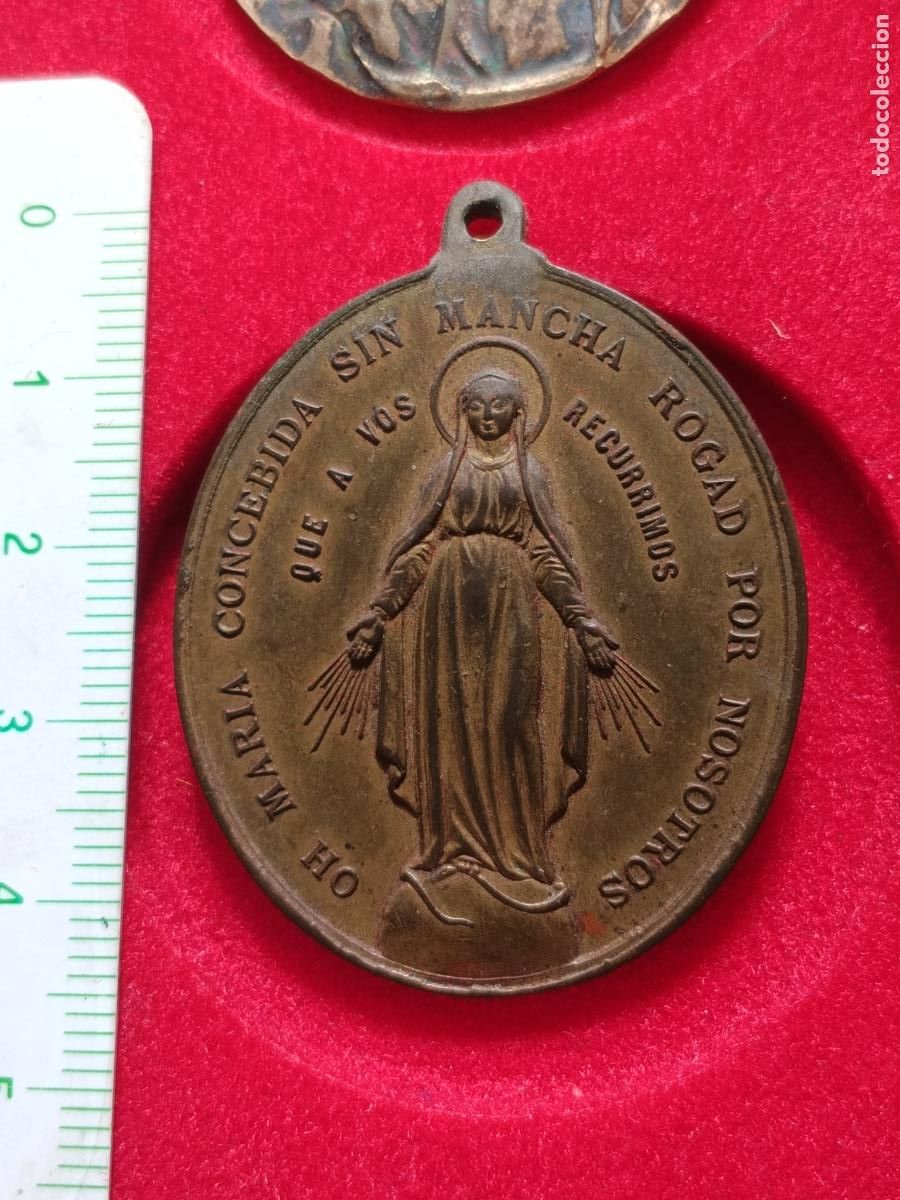 OH MARIA CONCEBIDA SIN MANCHA ROGAD POR NOSOTROS
QUE A VOS RECURRIMOS
0
1
2
3
4
5
todocoleccion